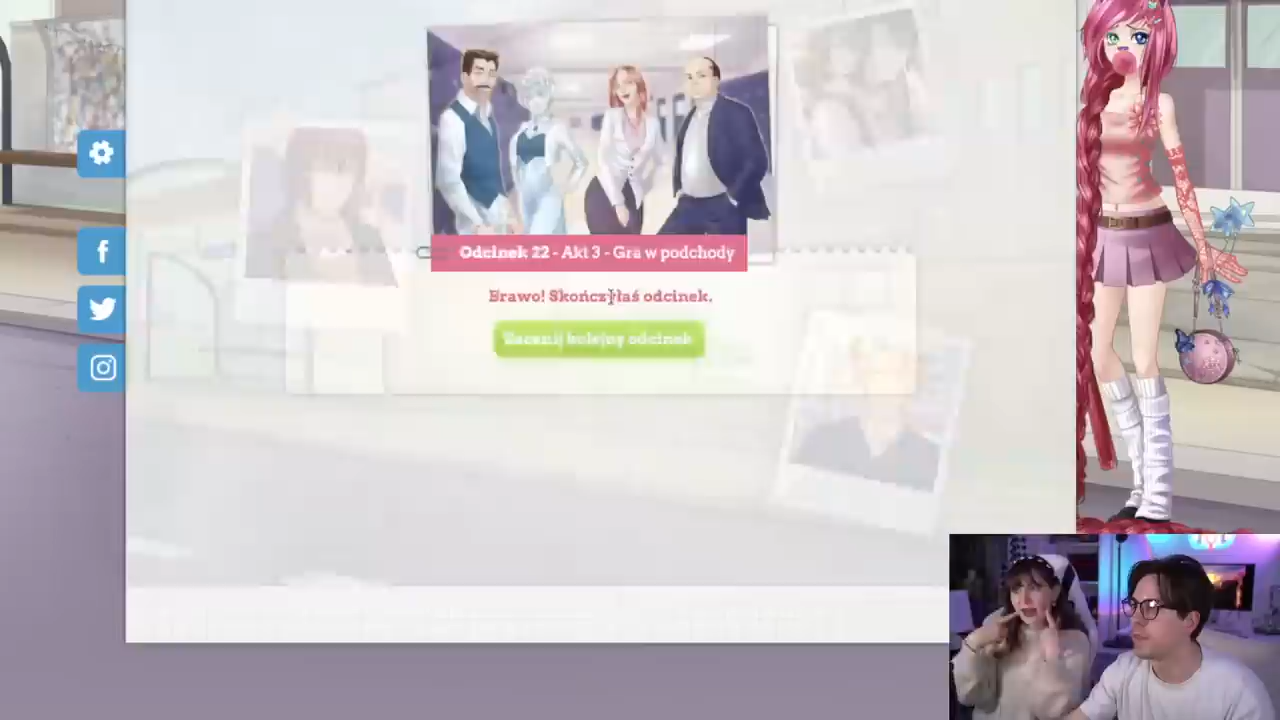 Odcinek 22 - Akt 3 - Gra w podchody
Brawo! Skończyłaś odcinek.
Zacznij kolejny odcinek